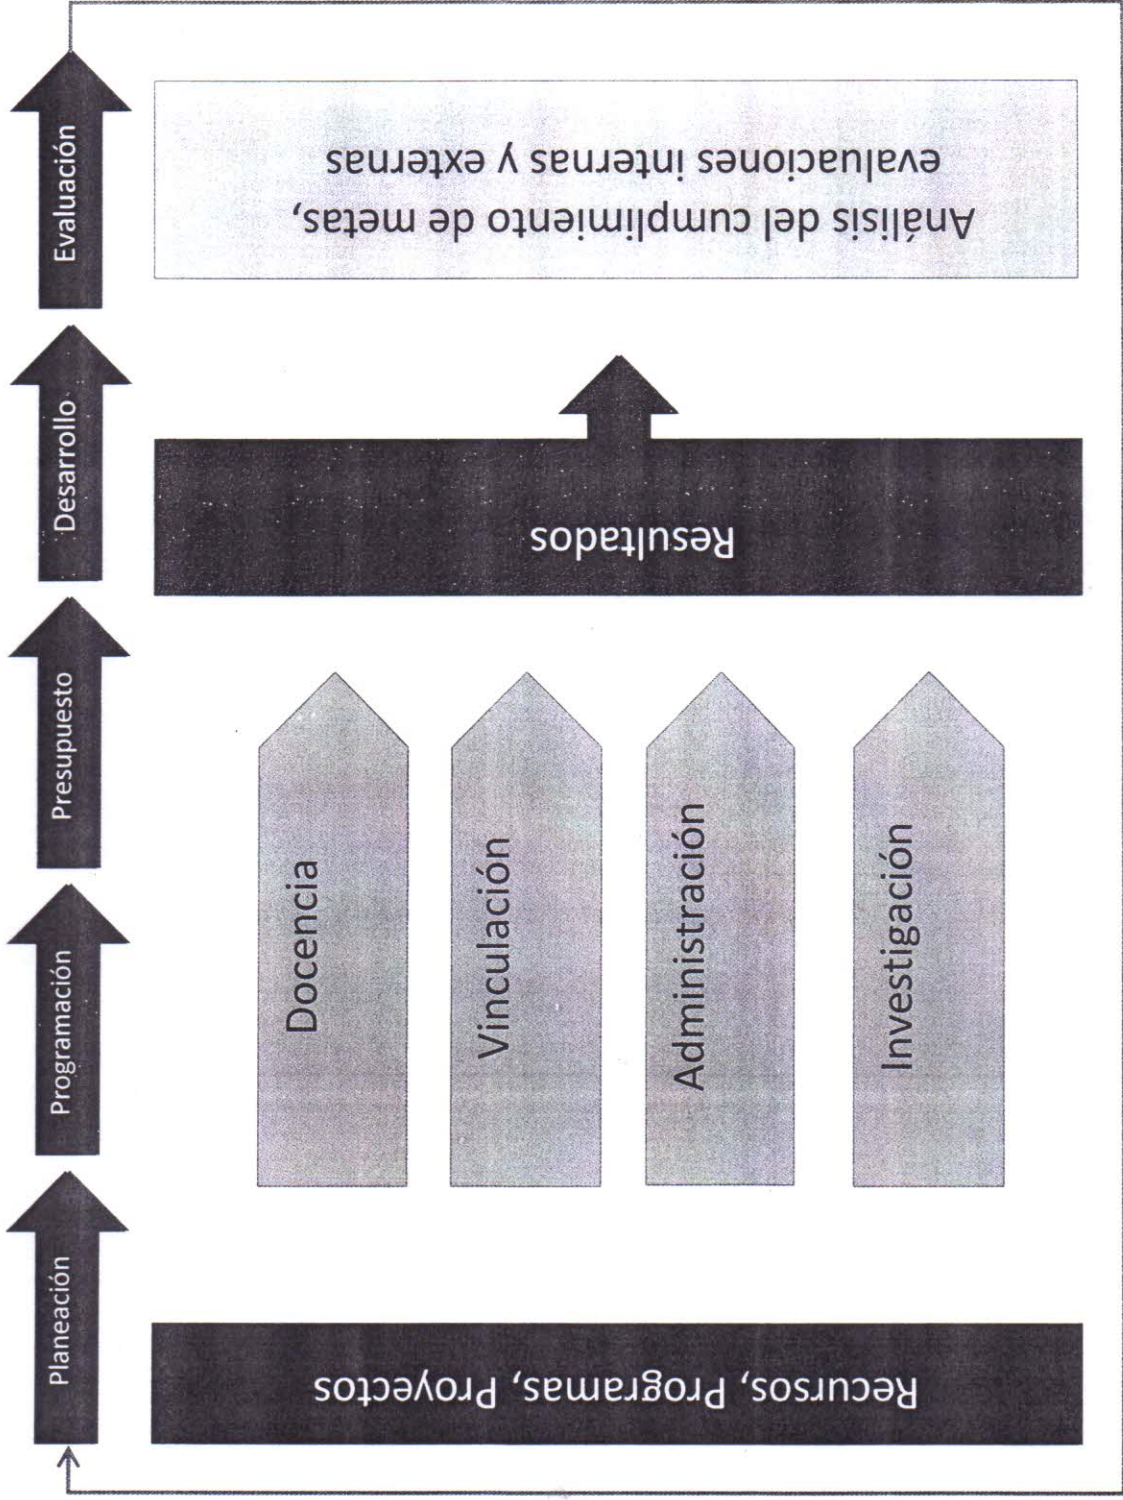 Planeación
Programación
Presupuesto
Desarrollo
Evaluación
Recursos, Programas, Proyectos
Docencia
Vinculación
Administración
Investigación
Resultados
Análisis del cumplimiento de metas,
evaluaciones internas y externas